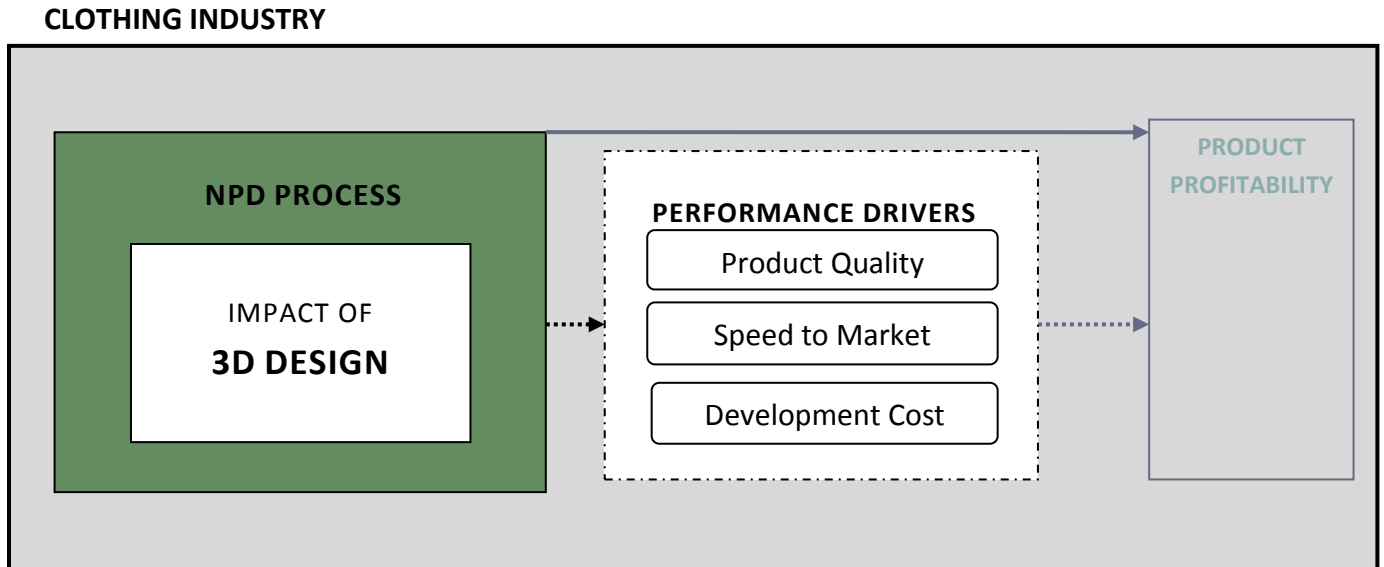 CLOTHING INDUSTRY
NPD PROCESS
IMPACT OF
3D DESIGN
PERFORMANCE DRIVERS
Product Quality
Speed to Market
Development Cost
PRODUCT
PROFITABILITY